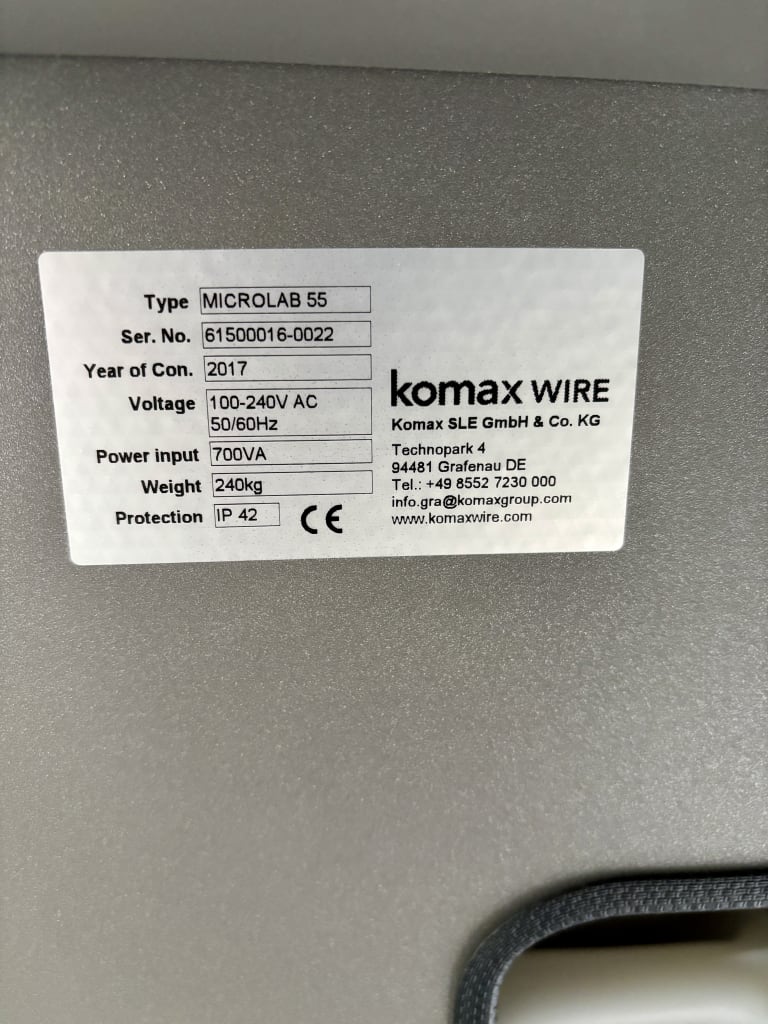 Type MICROLAB 55
Ser. No. 61500016-0022
Year of Con. 2017
Voltage 100-240V AC
50/60Hz
Power input 700VA
Weight 240kg
Protection IP 42
CE
komax WIRE
Komax SLE GmbH & Co. KG
Technopark 4
94481 Grafenau DE
Tel.: +49 8552 7230 000
info.gra@komaxgroup.com
www.komaxwire.com